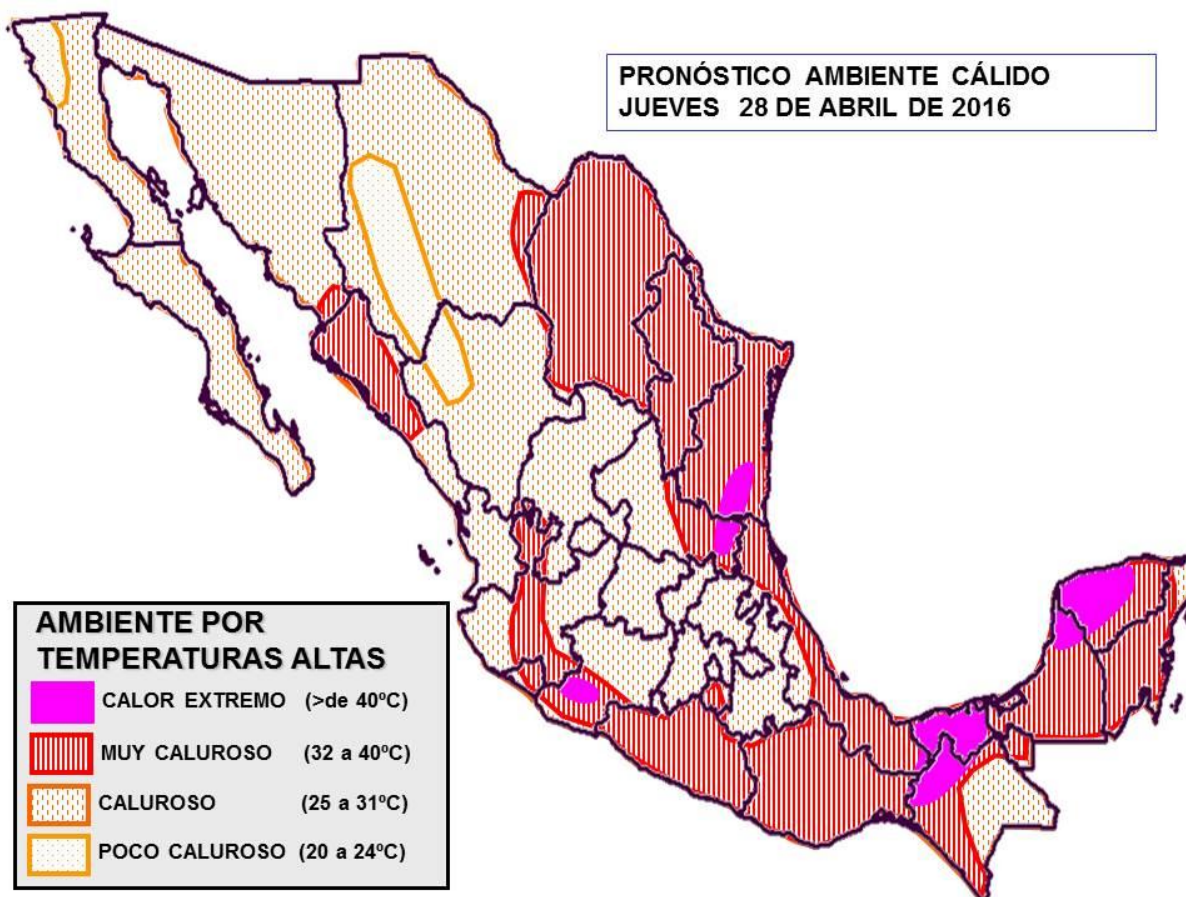 PRONÓSTICO AMBIENTE CÁLIDO
JUEVES 28 DE ABRIL DE 2016
AMBIENTE POR
TEMPERATURAS ALTAS
CALOR EXTREMO (>de 40ºC)
MUY CALUROSO (32 a 40ºC)
CALUROSO (25 a 31ºC)
POCO CALUROSO (20 a 24ºC)